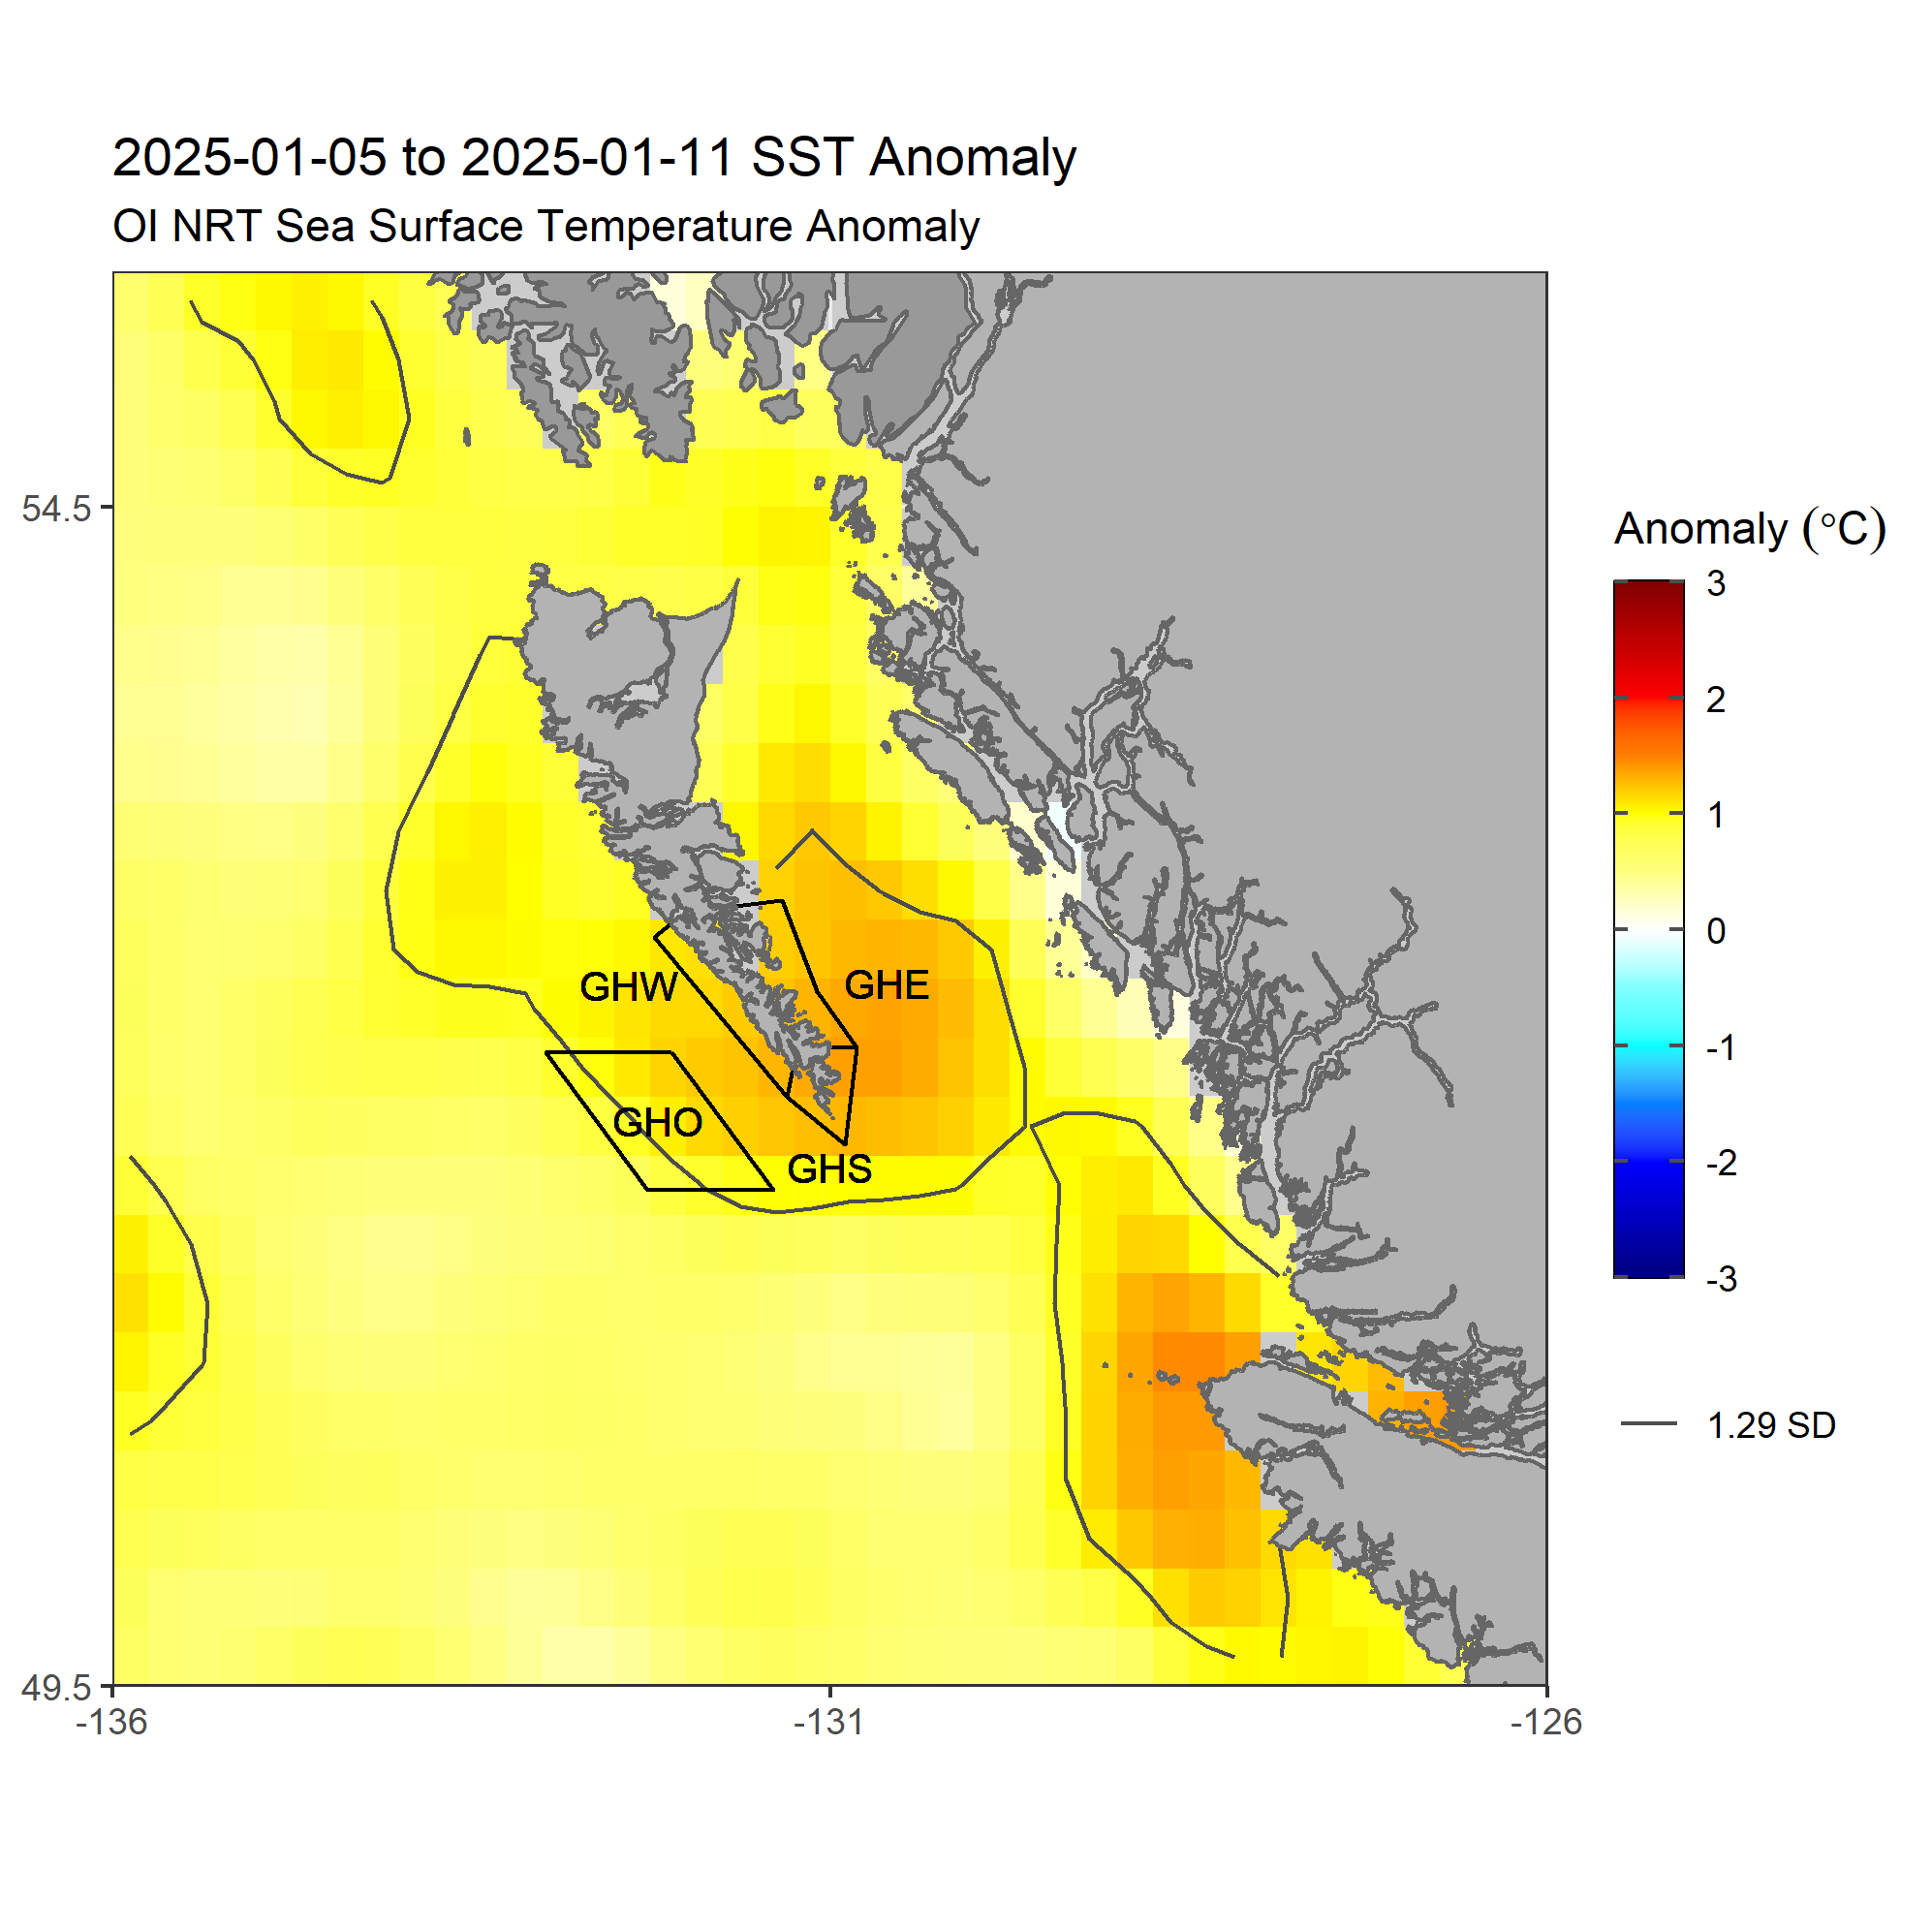 2025-01-05 to 2025-01-11 SST Anomaly
OI NRT Sea Surface Temperature Anomaly
54.5
49.5
-136
-131
-126
GHW
GHE
GHO
GHS
Anomaly (°C)
3
2
1
0
-1
-2
-3
1.29 SD